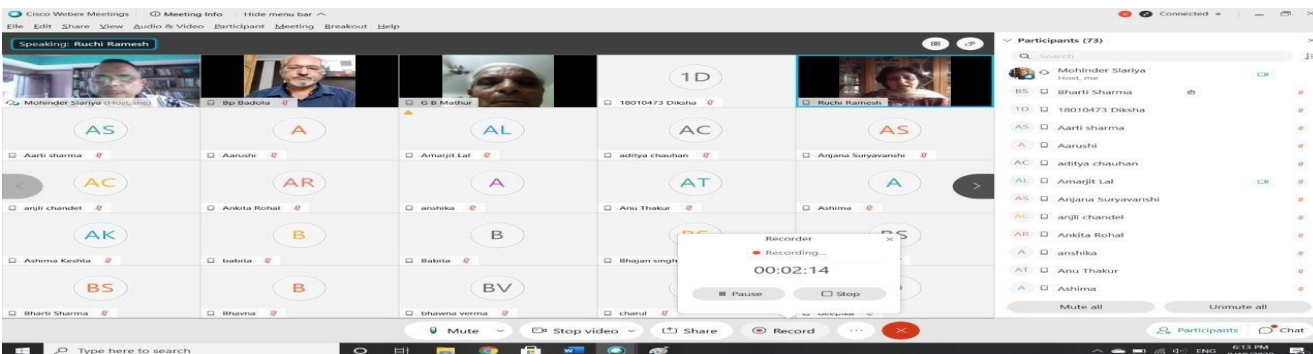 Cisco Webex Meetings Meeting Info Hide menu bar
Connected
File Edit Share View Audio & Video Participant Meeting Breakout Help
Speaking: Ruchi Ramesh
Participants (73)
Search
Mohinder Slariya
Host, me
BS Bharti Sharma
1D 18010473 Diksha
AS Aarti sharma
A Aarushi
AC aditya chauhan
AL Amarjit Lal
AS Anjana Suryavanshi
AC anjli chandel
AR Ankita Rohal
A anshika
AT Anu Thakur
A Ashima
Mute all Unmute all
1D
Mohinder Slariya (Host, me) Bp Badola G B Mathur 18010473 Diksha Ruchi Ramesh
AS A AL AC AS
Aarti sharma Aarushi Amarjit Lal aditya chauhan Anjana Suryavanshi
AC AR A AT A
anjli chandel Ankita Rohal anshika Anu Thakur Ashima
AK B B
Ashima Keshta babita Babita Bhajan singh
BS B BV
Bharti Sharma Bhavna bhawna verma charul
Recorder
Recording...
00:02:14
Pause Stop
Mute Stop video Share Record
Participants Chat
Type here to search
ENG 6:13 PM